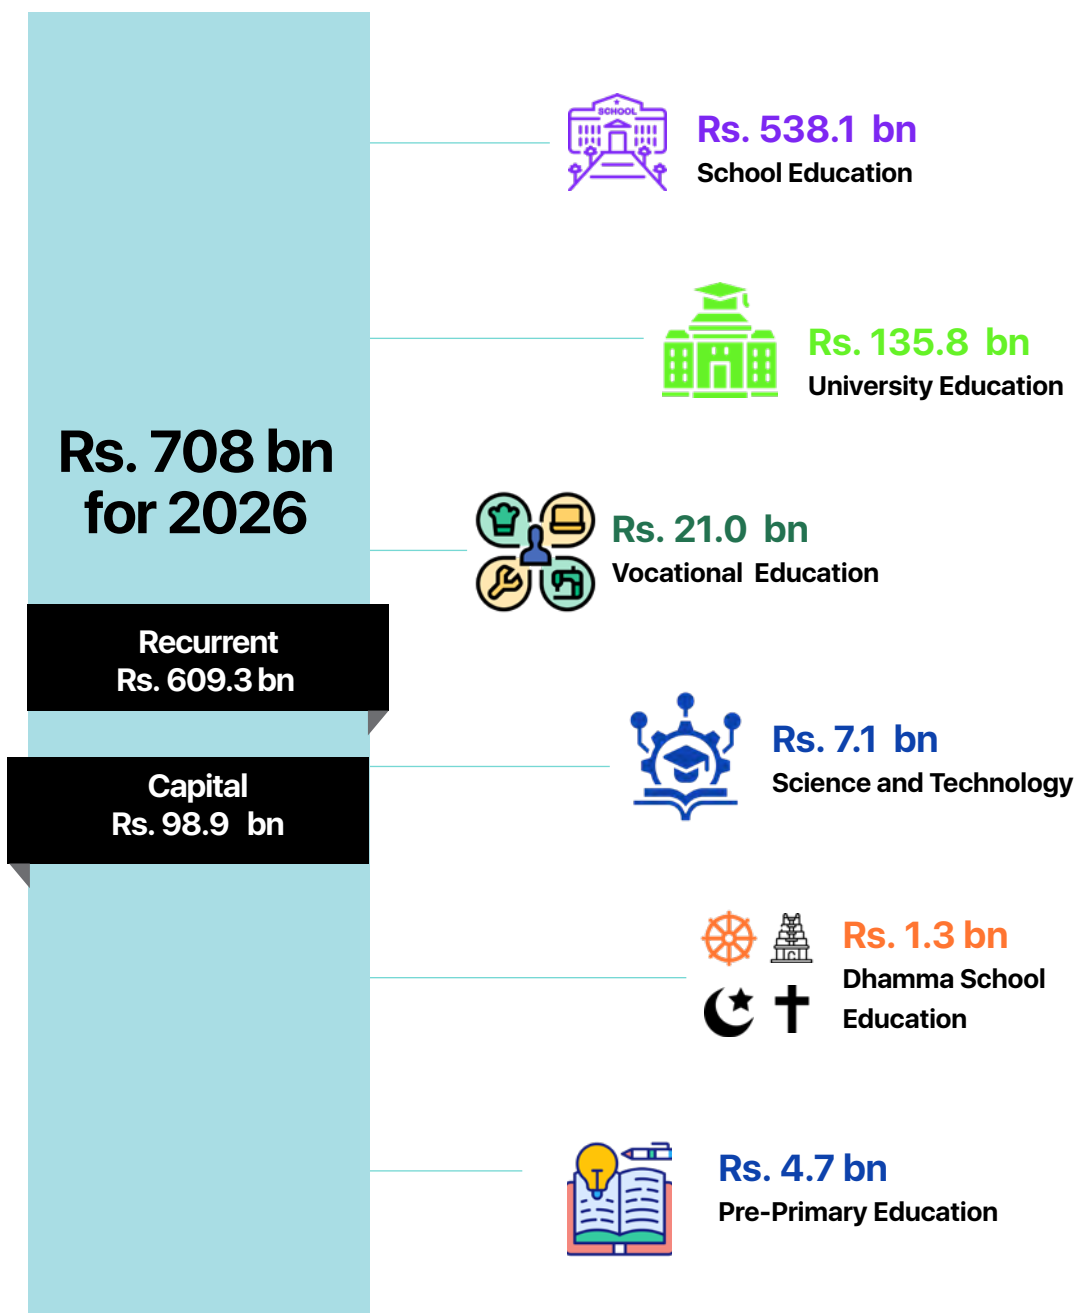 Rs. 708 bn
for 2026
Recurrent
Rs. 609.3 bn
Capital
Rs. 98.9 bn
SCHOOL
Rs. 538.1 bn
School Education
Rs. 135.8 bn
University Education
Rs. 21.0 bn
Vocational Education
Rs. 7.1 bn
Science and Technology
Rs. 1.3 bn
Dhamma School
Education
Rs. 4.7 bn
Pre-Primary Education